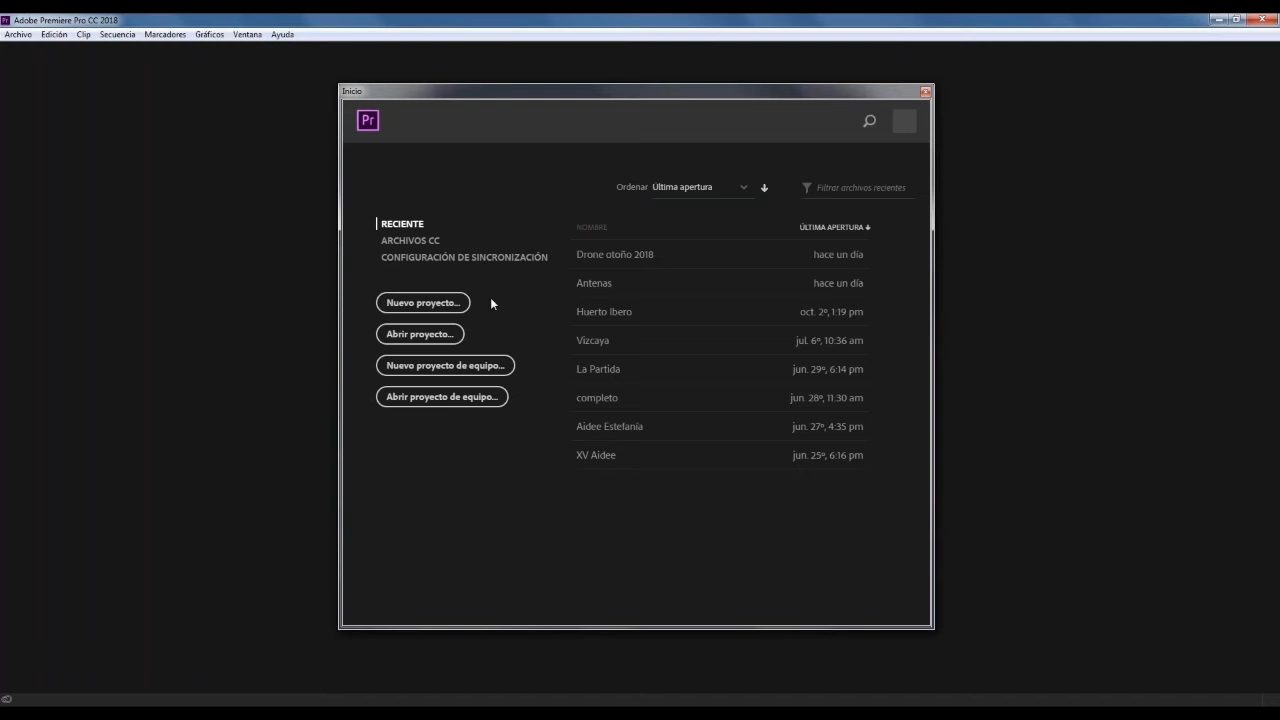 Pr Adobe Premiere Pro CC 2018
Archivo Edición Clip Secuencia Marcadores Gráficos Ventana Ayuda
Inicio
Pr
Ordenar Última apertura Filtrar archivos recientes
RECIENTE
ARCHIVOS CC
CONFIGURACIÓN DE SINCRONIZACIÓN
Nuevo proyecto...
Abrir proyecto...
Nuevo proyecto de equipo...
Abrir proyecto de equipo...
NOMBRE ÚLTIMA APERTURA
Drone otoño 2018 hace un día
Antenas hace un día
Huerto Ibero oct. 2º, 1:19 pm
Vizcaya jul. 6º, 10:36 am
La Partida jun. 29º, 6:14 pm
completo jun. 28º, 11:30 am
Aidee Estefanía jun. 27º, 4:35 pm
XV Aidee jun. 25º, 6:16 pm